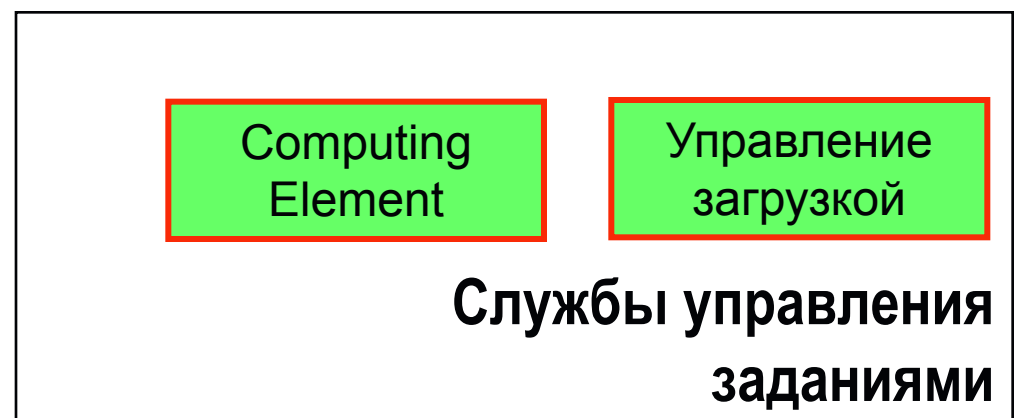 Computing
Element
Управление
загрузкой
Службы управления
заданиями